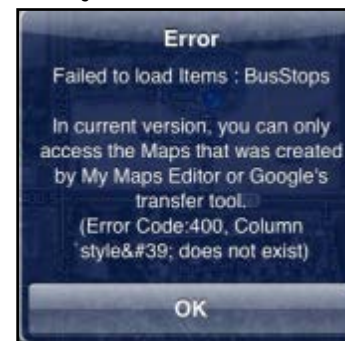 Error
Failed to load Items : BusStops
In current version, you can only
access the Maps that was created
by My Maps Editor or Google's
transfer tool.
(Error Code:400, Column
`style&#39; does not exist)
OK